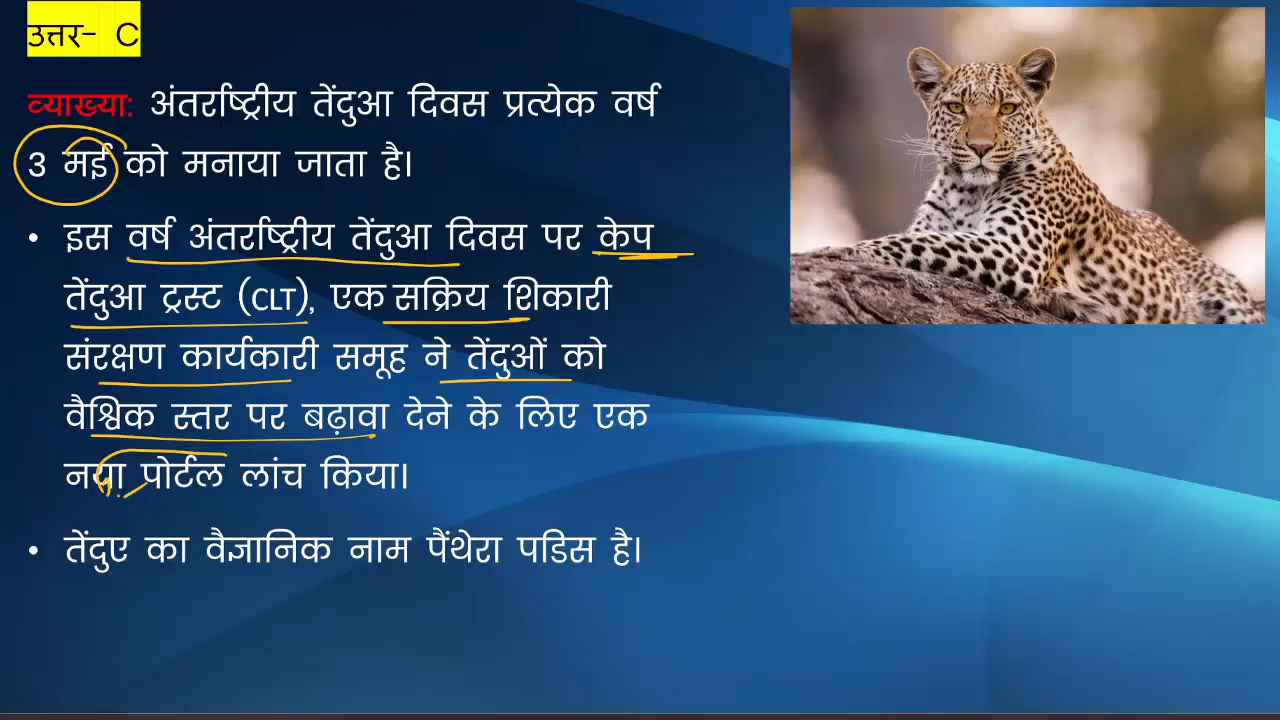 उत्तर- C
व्याख्या: अंतर्राष्ट्रीय तेंदुआ दिवस प्रत्येक वर्ष
3 मई को मनाया जाता है।
• इस वर्ष अंतर्राष्ट्रीय तेंदुआ दिवस पर केप
तेंदुआ ट्रस्ट (CLT), एक सक्रिय शिकारी
संरक्षण कार्यकारी समूह ने तेंदुओं को
वैश्विक स्तर पर बढ़ावा देने के लिए एक
नया पोर्टल लांच किया।
• तेंदुए का वैज्ञानिक नाम पैंथेरा पडिस है।